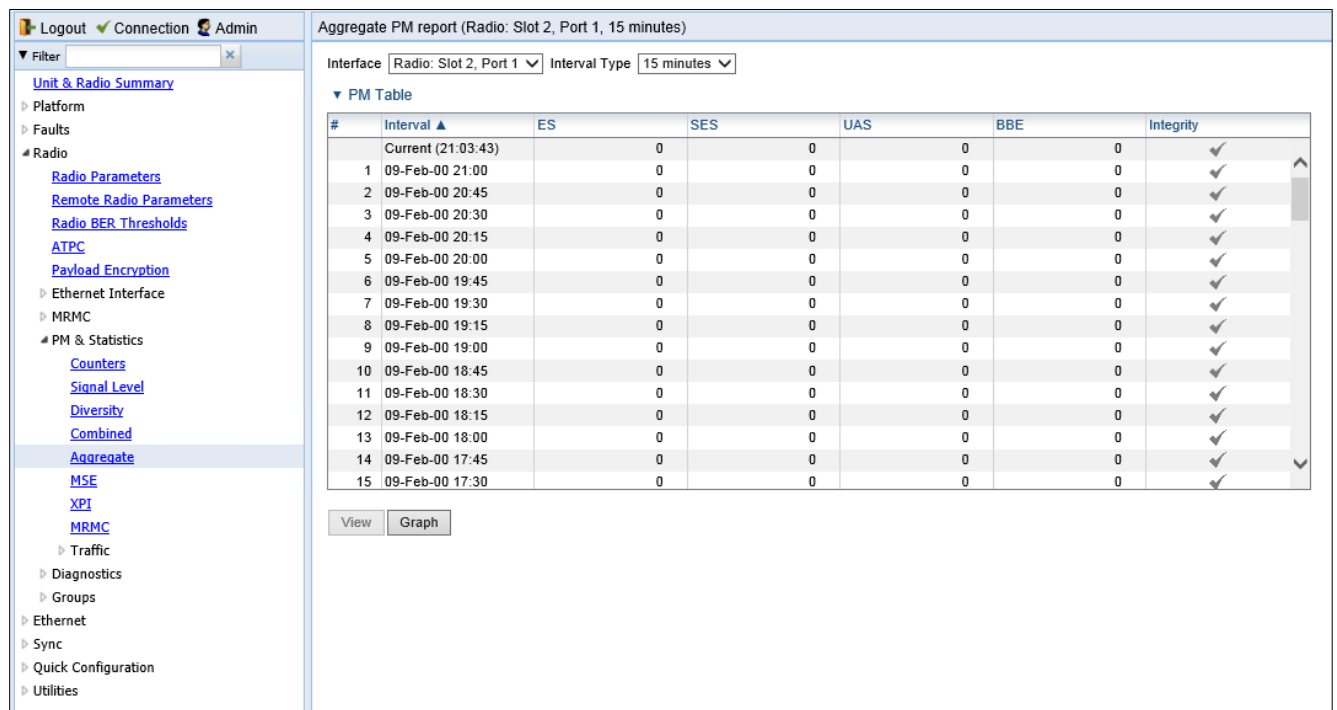 Logout Connection Admin
Filter
Unit & Radio Summary
Platform
Faults
Radio
Radio Parameters
Remote Radio Parameters
Radio BER Thresholds
ATPC
Payload Encryption
Ethernet Interface
MRMC
PM & Statistics
Counters
Signal Level
Diversity
Combined
Aggregate
MSE
XPI
MRMC
Traffic
Diagnostics
Groups
Ethernet
Sync
Quick Configuration
Utilities
Aggregate PM report (Radio: Slot 2, Port 1, 15 minutes)
Interface Radio: Slot 2, Port 1 Interval Type 15 minutes
PM Table
# Interval ▲ ES SES UAS BBE Integrity
Current (21:03:43) 0 0 0 0
1 09-Feb-00 21:00 0 0 0 0
2 09-Feb-00 20:45 0 0 0 0
3 09-Feb-00 20:30 0 0 0 0
4 09-Feb-00 20:15 0 0 0 0
5 09-Feb-00 20:00 0 0 0 0
6 09-Feb-00 19:45 0 0 0 0
7 09-Feb-00 19:30 0 0 0 0
8 09-Feb-00 19:15 0 0 0 0
9 09-Feb-00 19:00 0 0 0 0
10 09-Feb-00 18:45 0 0 0 0
11 09-Feb-00 18:30 0 0 0 0
12 09-Feb-00 18:15 0 0 0 0
13 09-Feb-00 18:00 0 0 0 0
14 09-Feb-00 17:45 0 0 0 0
15 09-Feb-00 17:30 0 0 0 0
View Graph